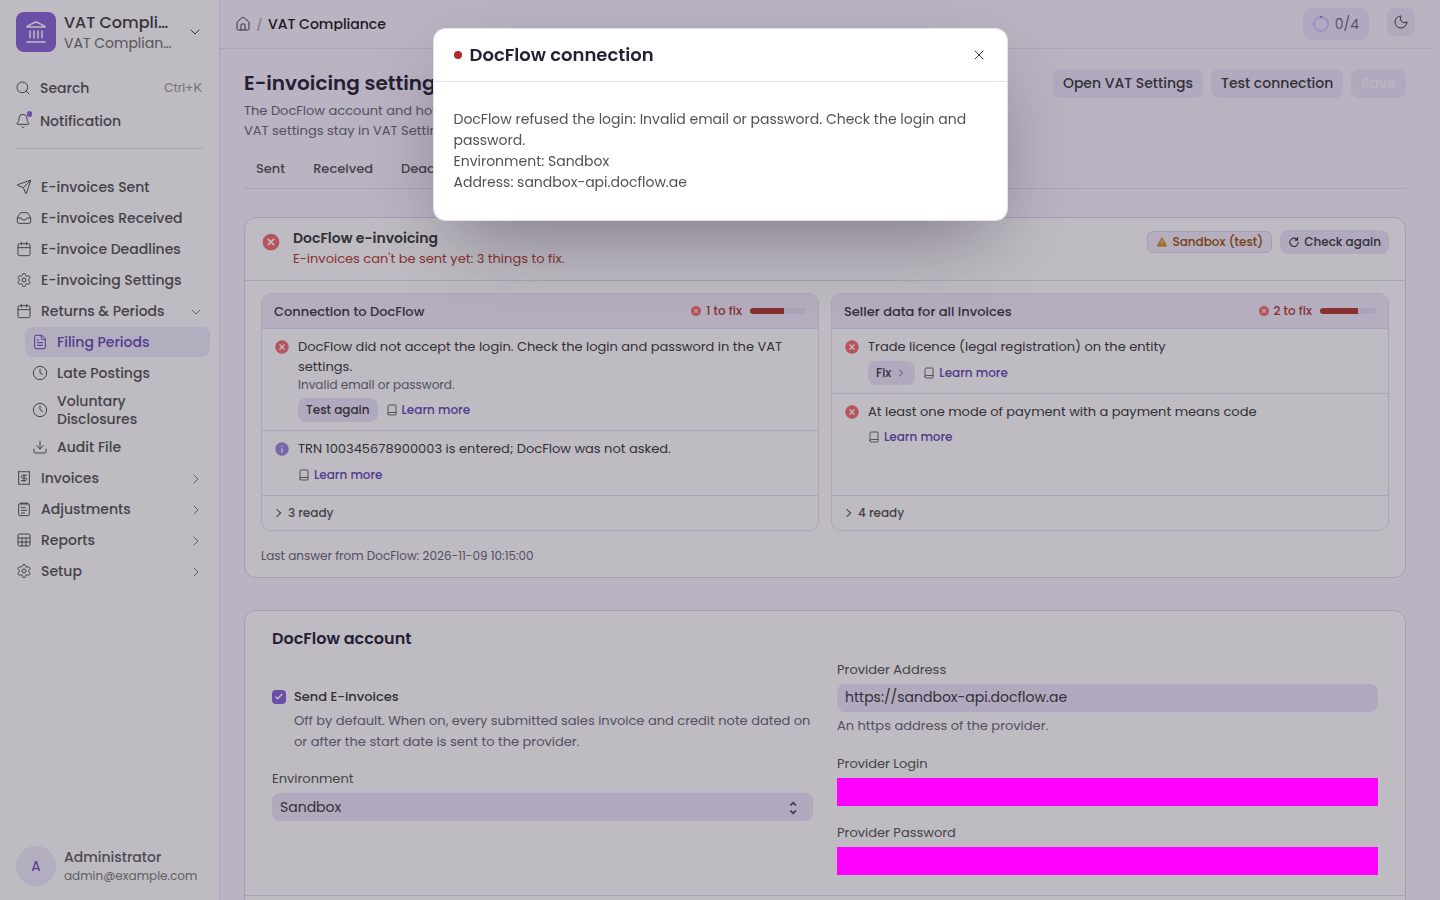 VAT Compli...
VAT Complian...
Search
Ctrl+K
Notification
E-invoices Sent
E-invoices Received
E-invoice Deadlines
E-invoicing Settings
Returns & Periods
Filing Periods
Late Postings
Voluntary
Disclosures
Audit File
Invoices
Adjustments
Reports
Setup
A
Administrator
admin@example.com
/ VAT Compliance
0/4
E-invoicing setting
The DocFlow account and ho
VAT settings stay in VAT Settin
Open VAT Settings
Test connection
Save
Sent
Received
Dead
DocFlow connection
DocFlow refused the login: Invalid email or password. Check the login and
password.
Environment: Sandbox
Address: sandbox-api.docflow.ae
DocFlow e-invoicing
E-invoices can't be sent yet: 3 things to fix.
Sandbox (test)
Check again
Connection to DocFlow
1 to fix
DocFlow did not accept the login. Check the login and password in the VAT
settings.
Invalid email or password.
Test again
Learn more
TRN 100345678900003 is entered; DocFlow was not asked.
Learn more
3 ready
Seller data for all invoices
2 to fix
Trade licence (legal registration) on the entity
Fix
Learn more
At least one mode of payment with a payment means code
Learn more
4 ready
Last answer from DocFlow: 2026-11-09 10:15:00
DocFlow account
Send E-invoices
Off by default. When on, every submitted sales invoice and credit note dated on
or after the start date is sent to the provider.
Environment
Sandbox
Provider Address
https://sandbox-api.docflow.ae
An https address of the provider.
Provider Login
Provider Password